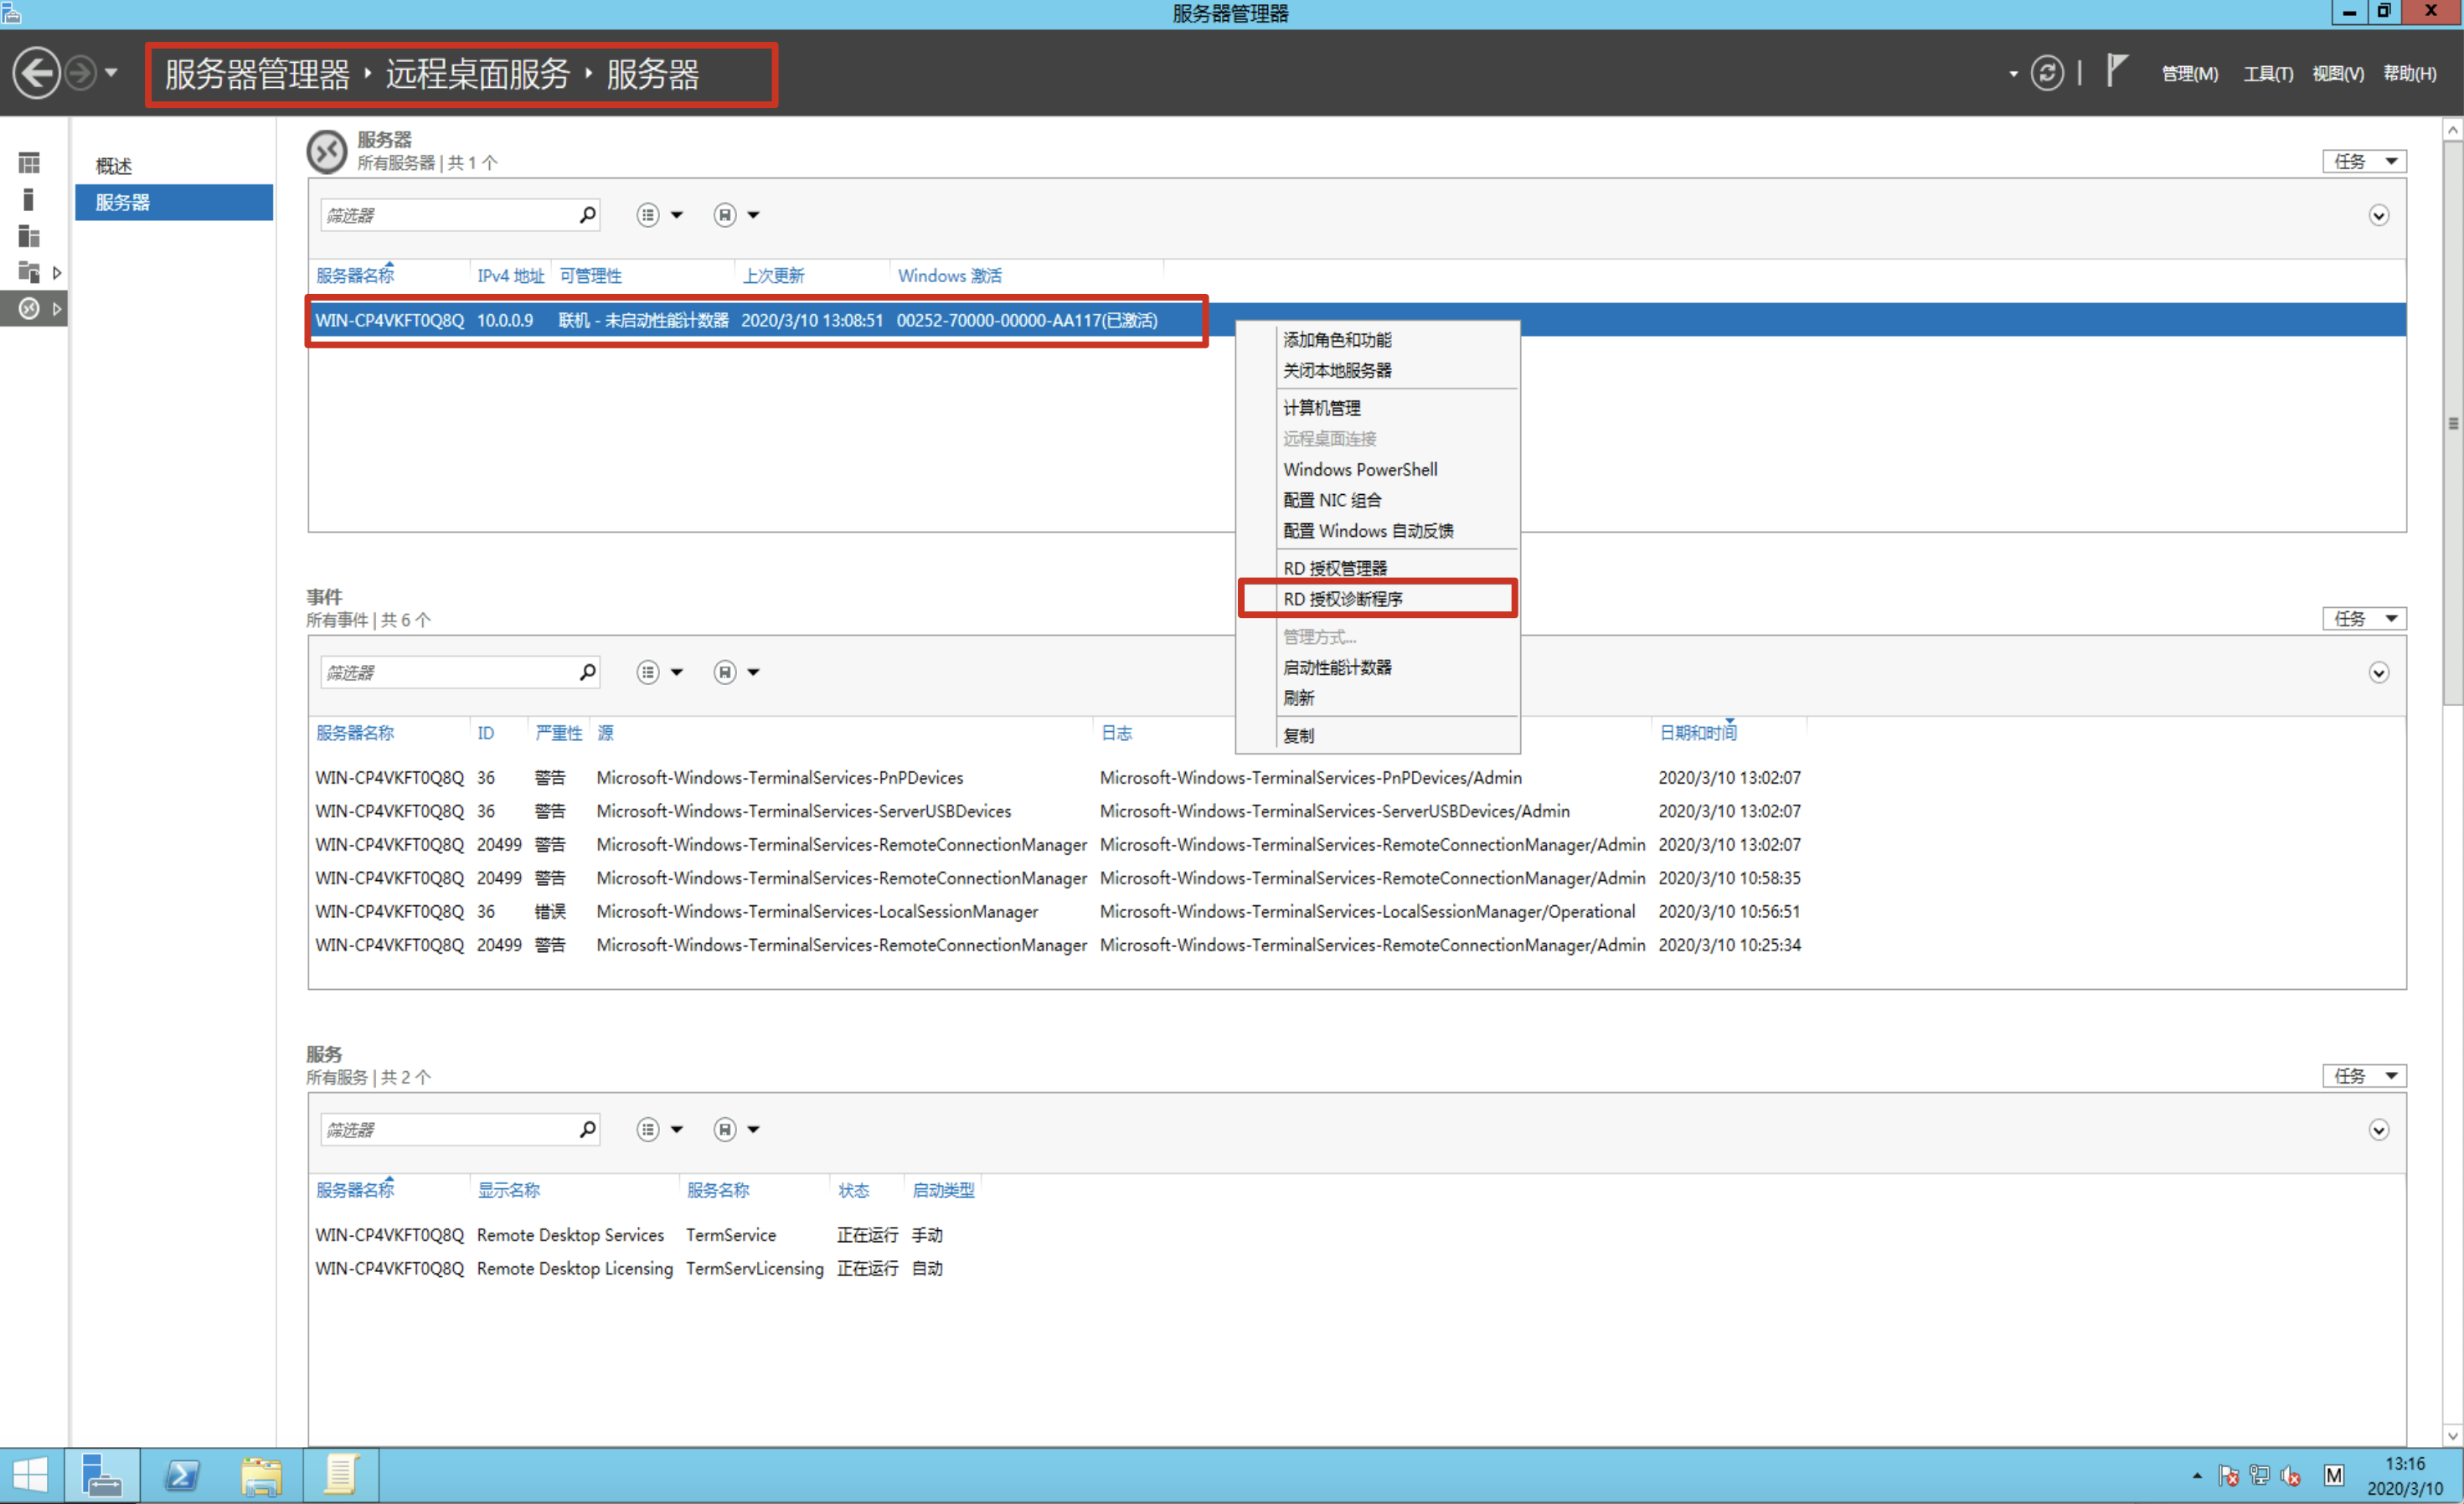 服务器管理器
服务器管理器 ‣ 远程桌面服务 ‣ 服务器
管理(M) 工具(T) 视图(V) 帮助(H)
概述
服务器
服务器
所有服务器 | 共 1 个
任务
筛选器
服务器名称 IPv4 地址 可管理性 上次更新 Windows 激活
WIN-CP4VKFT0Q8Q 10.0.0.9 联机 - 未启动性能计数器 2020/3/10 13:08:51 00252-70000-00000-AA117(已激活)
添加角色和功能
关闭本地服务器
计算机管理
远程桌面连接
Windows PowerShell
配置 NIC 组合
配置 Windows 自动反馈
RD 授权管理器
RD 授权诊断程序
管理方式...
启动性能计数器
刷新
复制
事件
所有事件 | 共 6 个
任务
筛选器
服务器名称 ID 严重性 源 日志 日期和时间
WIN-CP4VKFT0Q8Q 36 警告 Microsoft-Windows-TerminalServices-PnPDevices Microsoft-Windows-TerminalServices-PnPDevices/Admin 2020/3/10 13:02:07
WIN-CP4VKFT0Q8Q 36 警告 Microsoft-Windows-TerminalServices-ServerUSBDevices Microsoft-Windows-TerminalServices-ServerUSBDevices/Admin 2020/3/10 13:02:07
WIN-CP4VKFT0Q8Q 20499 警告 Microsoft-Windows-TerminalServices-RemoteConnectionManager Microsoft-Windows-TerminalServices-RemoteConnectionManager/Admin 2020/3/10 13:02:07
WIN-CP4VKFT0Q8Q 20499 警告 Microsoft-Windows-TerminalServices-RemoteConnectionManager Microsoft-Windows-TerminalServices-RemoteConnectionManager/Admin 2020/3/10 10:58:35
WIN-CP4VKFT0Q8Q 36 错误 Microsoft-Windows-TerminalServices-LocalSessionManager Microsoft-Windows-TerminalServices-LocalSessionManager/Operational 2020/3/10 10:56:51
WIN-CP4VKFT0Q8Q 20499 警告 Microsoft-Windows-TerminalServices-RemoteConnectionManager Microsoft-Windows-TerminalServices-RemoteConnectionManager/Admin 2020/3/10 10:25:34
服务
所有服务 | 共 2 个
任务
筛选器
服务器名称 显示名称 服务名称 状态 启动类型
WIN-CP4VKFT0Q8Q Remote Desktop Services TermService 正在运行 手动
WIN-CP4VKFT0Q8Q Remote Desktop Licensing TermServLicensing 正在运行 自动
M
13:16
2020/3/10